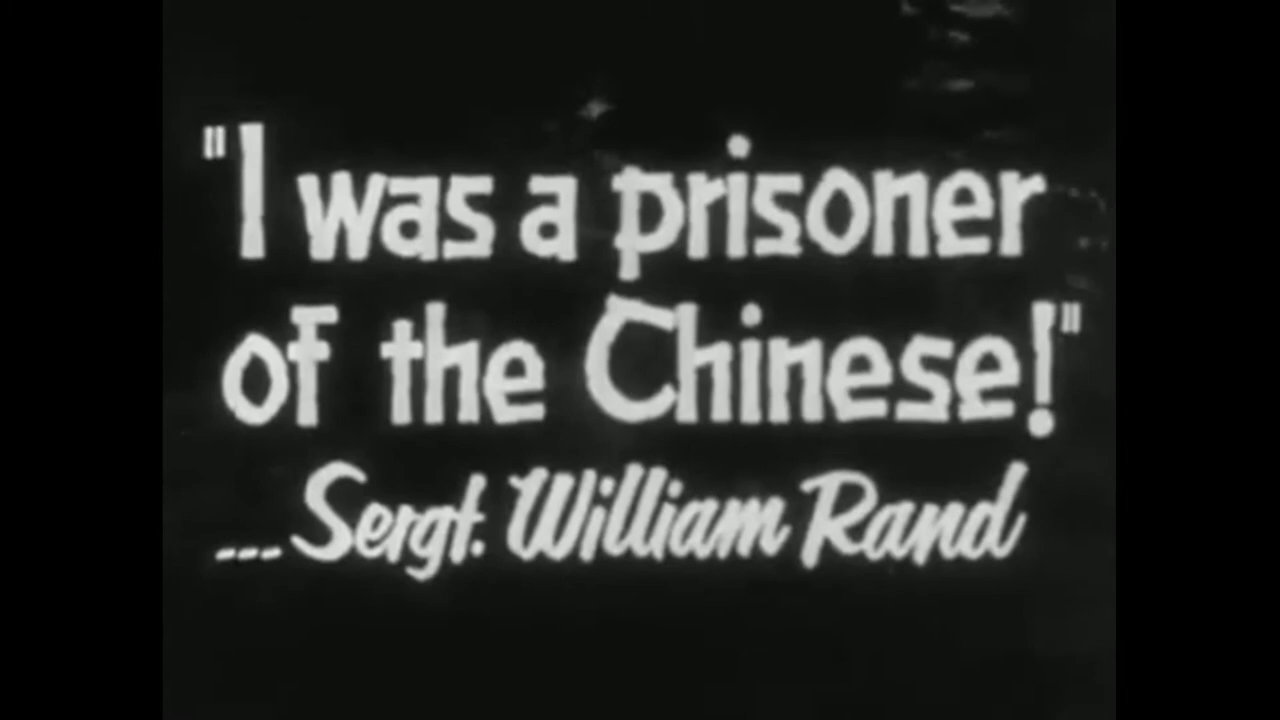 "I was a prisoner
of the Chinese!"
...Sergt. William Rand